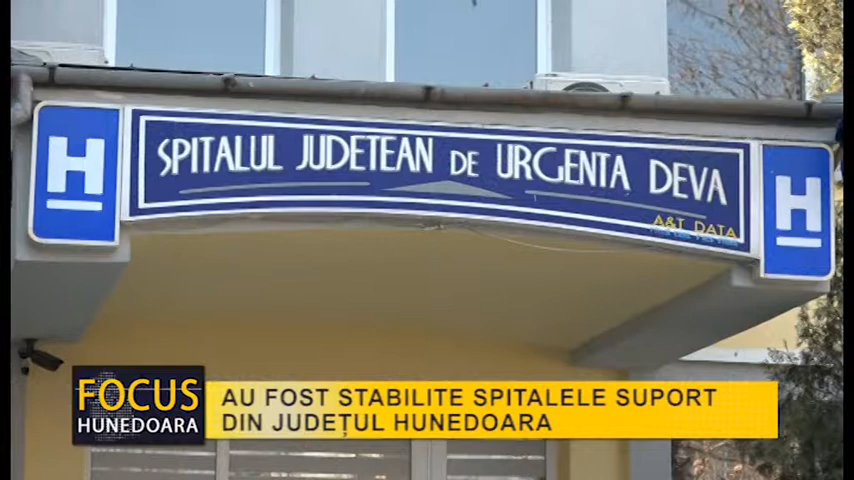 H
SPITALUL JUDETEAN DE URGENTA DEVA
H
A&T DATA
FOCUS
HUNEDOARA
AU FOST STABILITE SPITALELE SUPORT
DIN JUDEȚUL HUNEDOARA